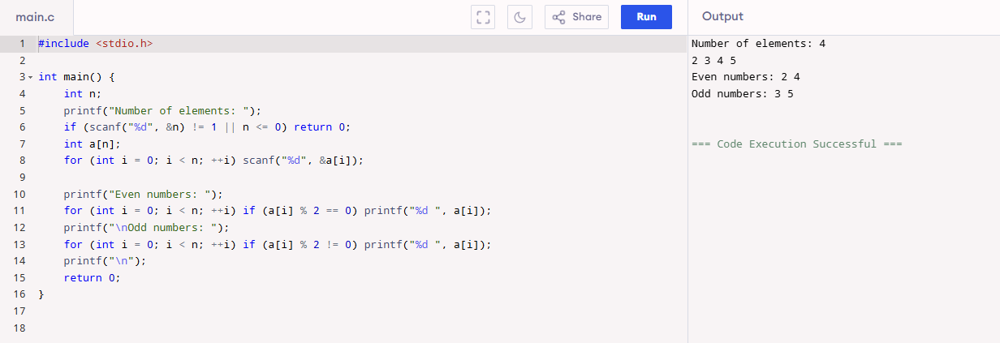 main.c
Share
Run
Output
1 #include <stdio.h>
2
3 int main() {
4     int n;
5     printf("Number of elements: ");
6     if (scanf("%d", &n) != 1 || n <= 0) return 0;
7     int a[n];
8     for (int i = 0; i < n; ++i) scanf("%d", &a[i]);
9
10     printf("Even numbers: ");
11     for (int i = 0; i < n; ++i) if (a[i] % 2 == 0) printf("%d ", a[i]);
12     printf("\nOdd numbers: ");
13     for (int i = 0; i < n; ++i) if (a[i] % 2 != 0) printf("%d ", a[i]);
14     printf("\n");
15     return 0;
16 }
17
18
Number of elements: 4
2 3 4 5
Even numbers: 2 4
Odd numbers: 3 5
=== Code Execution Successful ===